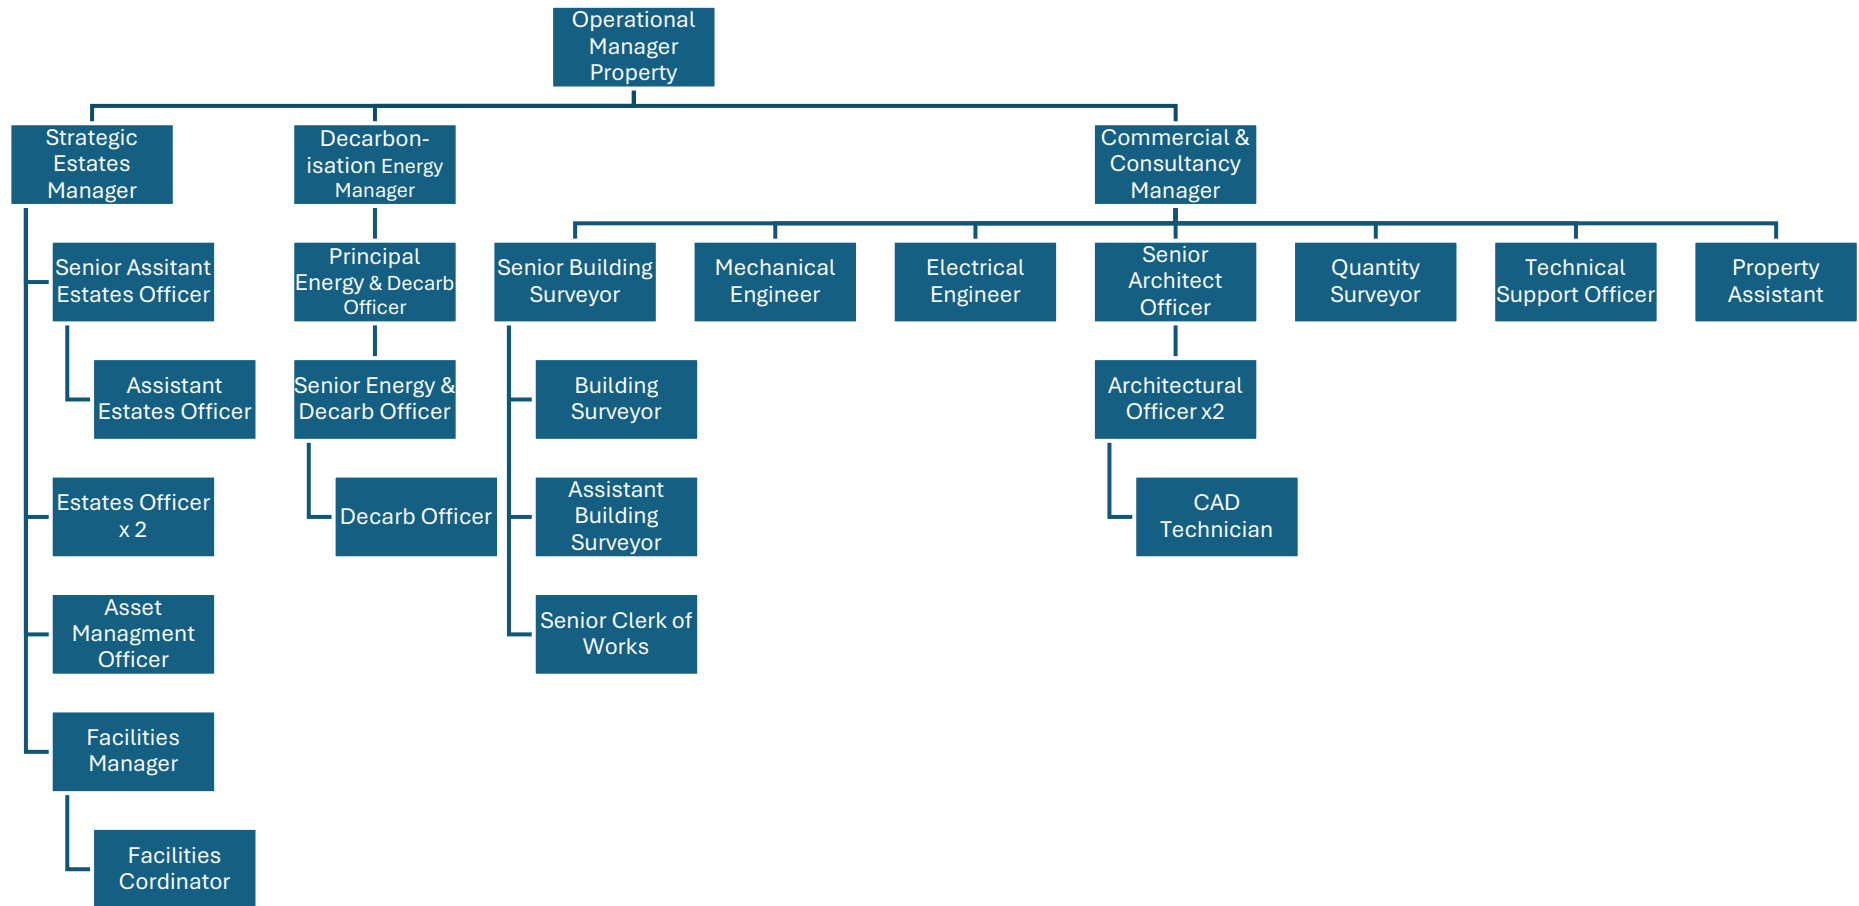 Operational
Manager
Property
Strategic
Estates
Manager
Decarbon-
isation Energy
Manager
Commercial &
Consultancy
Manager
Senior Assitant
Estates Officer
Principal
Energy & Decarb
Officer
Senior Building
Surveyor
Mechanical
Engineer
Electrical
Engineer
Senior
Architect
Officer
Quantity
Surveyor
Technical
Support Officer
Property
Assistant
Assistant
Estates Officer
Senior Energy &
Decarb Officer
Building
Surveyor
Architectural
Officer x2
Estates Officer
x 2
Decarb Officer
Assistant
Building
Surveyor
CAD
Technician
Asset
Managment
Officer
Senior Clerk of
Works
Facilities
Manager
Facilities
Cordinator